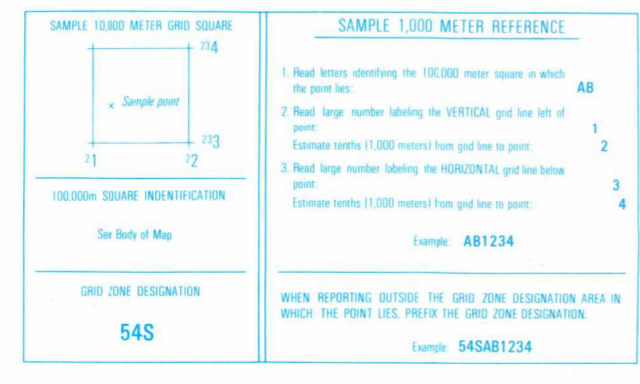 SAMPLE 10,000 METER GRID SQUARE
234
Sample point
233
21 22
100,000m SQUARE INDENTIFICATION
See Body of Map
GRID ZONE DESIGNATION
54S
SAMPLE 1,000 METER REFERENCE
1. Read letters identifying the 100,000 meter square in which
the point lies: AB
2. Read large number labeling the VERTICAL grid line left of
point: 1
Estimate tenths (1,000 meters) from grid line to point: 2
3. Read large number labeling the HORIZONTAL grid line below
point: 3
Estimate tenths (1,000 meters) from grid line to point: 4
Example: AB1234
WHEN REPORTING OUTSIDE THE GRID ZONE DESIGNATION AREA IN
WHICH THE POINT LIES, PREFIX THE GRID ZONE DESIGNATION.
Example: 54SAB1234